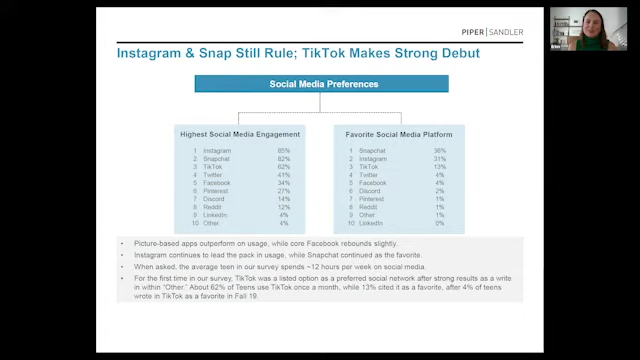 PIPER | SANDLER
Instagram & Snap Still Rule; TikTok Makes Strong Debut
Social Media Preferences
Highest Social Media Engagement
1 Instagram 85%
2 Snapchat 82%
3 TikTok 62%
4 Twitter 41%
5 Facebook 34%
6 Pinterest 27%
7 Discord 14%
8 Reddit 12%
9 LinkedIn 4%
10 Other 4%
Favorite Social Media Platform
1 Snapchat 36%
2 Instagram 31%
3 TikTok 13%
4 Twitter 4%
5 Facebook 4%
6 Discord 2%
7 Pinterest 1%
8 Reddit 1%
9 Other 1%
10 LinkedIn 0%
• Picture-based apps outperform on usage, while core Facebook rebounds slightly.
• Instagram continues to lead the pack in usage, while Snapchat continued as the favorite.
• When asked, the average teen in our survey spends ~12 hours per week on social media.
• For the first time in our survey, TikTok was a listed option as a preferred social network after strong results as a write
in within “Other.” About 62% of Teens use TikTok once a month, while 13% cited it as a favorite, after 4% of teens
wrote in TikTok as a favorite in Fall 19.